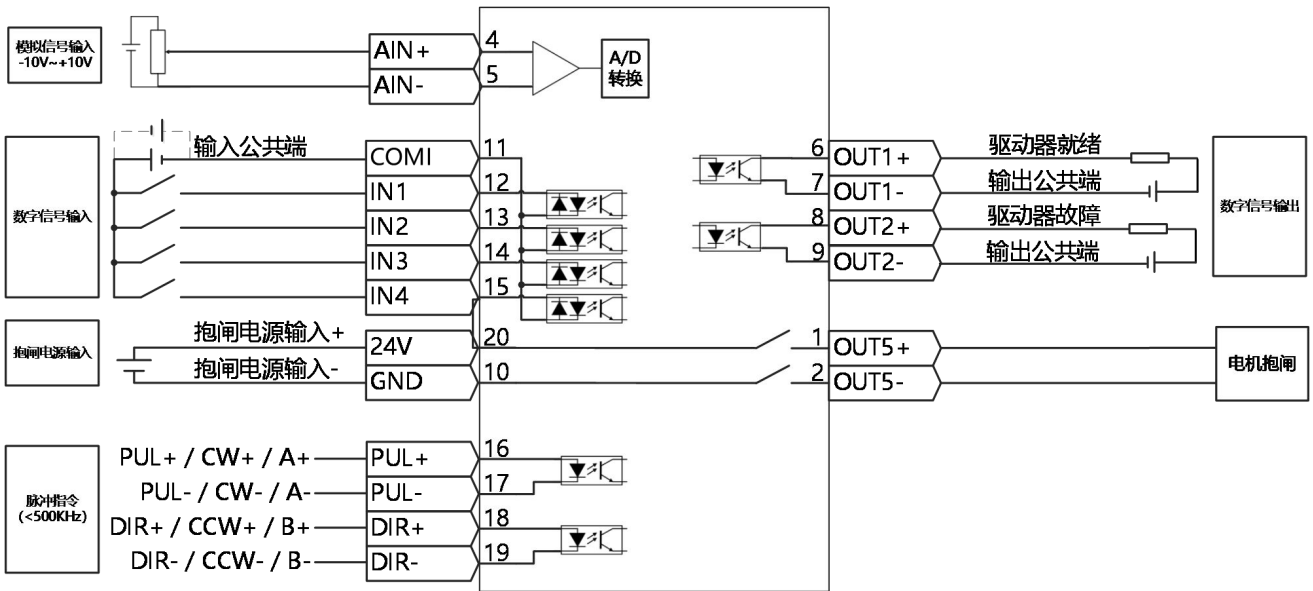 模拟信号输入
-10V~+10V
AIN+
4
AIN-
5
A/D
转换
数字信号输入
输入公共端
COMI
11
IN1
12
IN2
13
IN3
14
IN4
15
6
OUT1+
驱动器就绪
7
OUT1-
输出公共端
8
OUT2+
驱动器故障
9
OUT2-
输出公共端
数字信号输出
抱闸电源输入
抱闸电源输入+
24V
20
抱闸电源输入-
GND
10
1
OUT5+
2
OUT5-
电机抱闸
脉冲指令
(<500KHz)
PUL+ / CW+ / A+
PUL+
16
PUL- / CW- / A-
PUL-
17
DIR+ / CCW+ / B+
DIR+
18
DIR- / CCW- / B-
DIR-
19